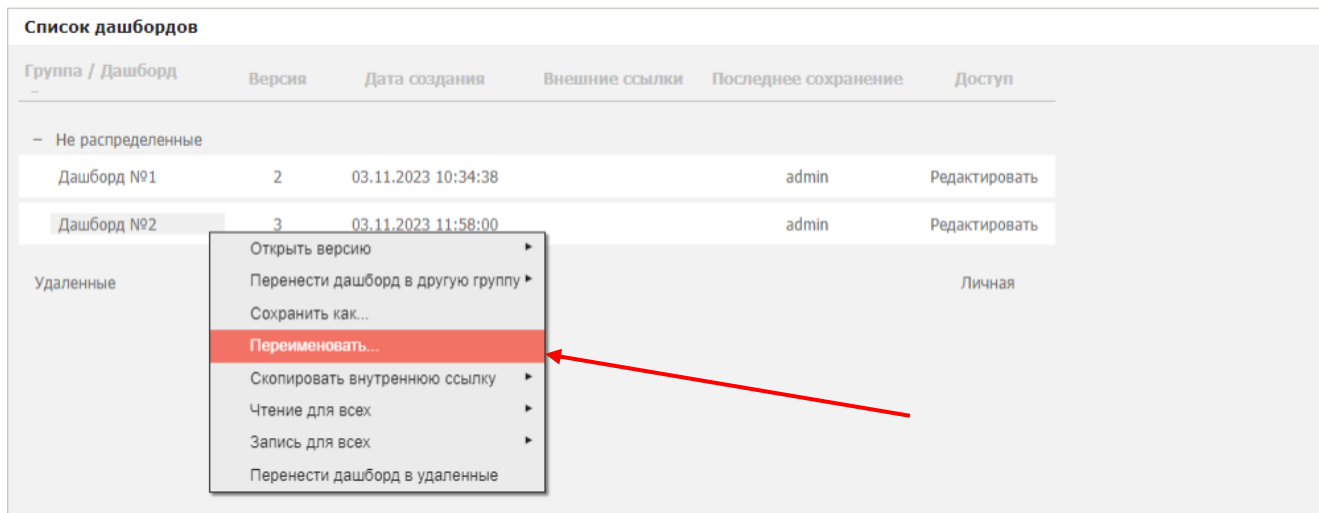 Список дашбордов
Группа / Дашборд Версия Дата создания Внешние ссылки Последнее сохранение Доступ
– Не распределенные
Дашборд №1 2 03.11.2023 10:34:38 admin Редактировать
Дашборд №2 3 03.11.2023 11:58:00 admin Редактировать
Открыть версию
Перенести дашборд в другую группу
Удаленные Личная
Сохранить как...
Переименовать...
Скопировать внутреннюю ссылку
Чтение для всех
Запись для всех
Перенести дашборд в удаленные